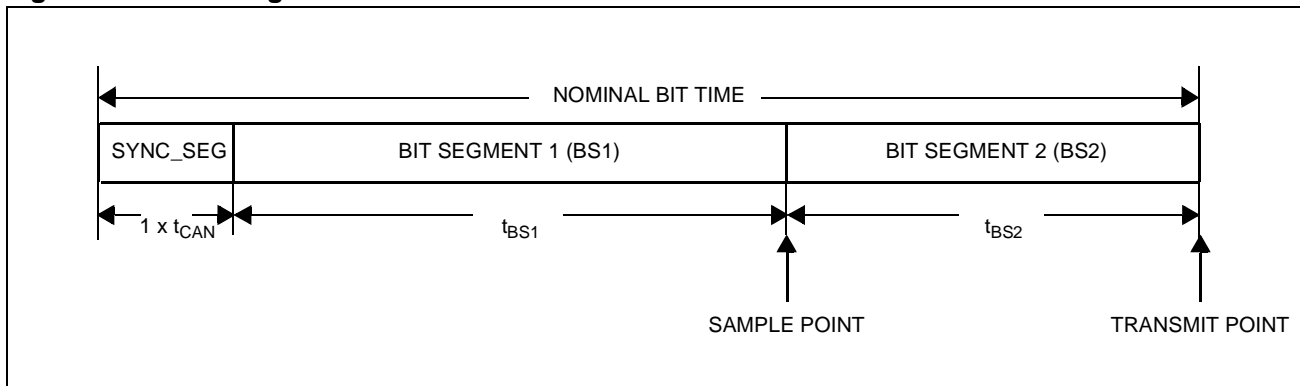 NOMINAL BIT TIME
SYNC_SEG
BIT SEGMENT 1 (BS1)
BIT SEGMENT 2 (BS2)
1 x tCAN
tBS1
tBS2
SAMPLE POINT
TRANSMIT POINT